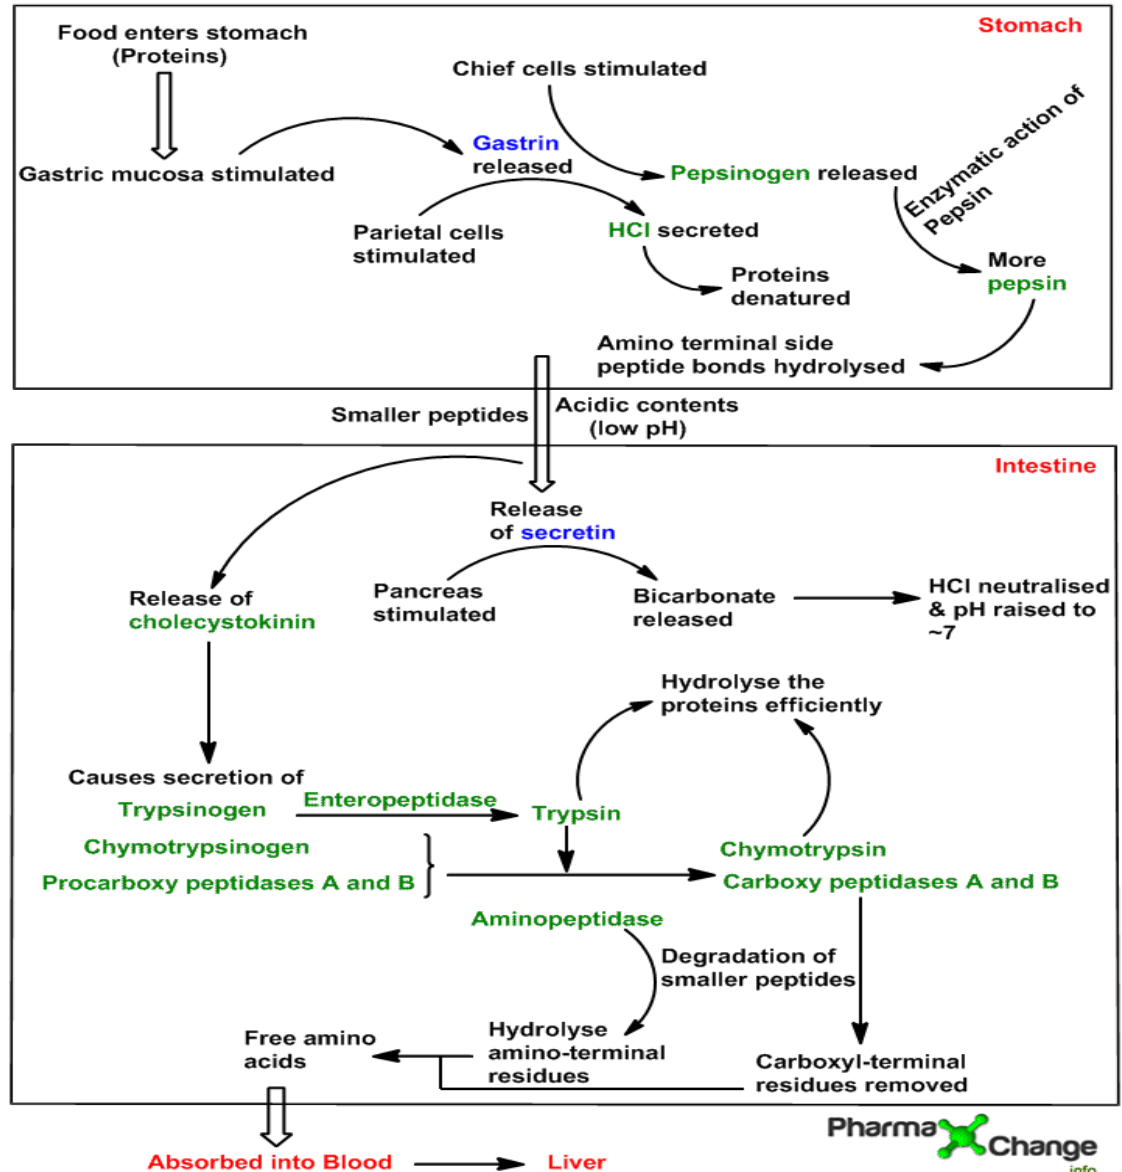 Stomach
Food enters stomach
(Proteins)
Chief cells stimulated
Enzymatic action of
Pepsin
Gastrin
released
Gastric mucosa stimulated
Pepsinogen released
Parietal cells
stimulated
HCl secreted
More
pepsin
Proteins
denatured
Amino terminal side
peptide bonds hydrolysed
Smaller peptides
Acidic contents
(low pH)
Intestine
Release
of secretin
Release of
cholecystokinin
Pancreas
stimulated
Bicarbonate
released
HCl neutralised
& pH raised to
~7
Hydrolyse the
proteins efficiently
Causes secretion of
Trypsinogen
Enteropeptidase
Trypsin
Chymotrypsinogen
Procarboxy peptidases A and B
Chymotrypsin
Carboxy peptidases A and B
Aminopeptidase
Degradation of
smaller peptides
Free amino
acids
Hydrolyse
amino-terminal
residues
Carboxyl-terminal
residues removed
Pharma
Change
info
Absorbed into Blood
Liver